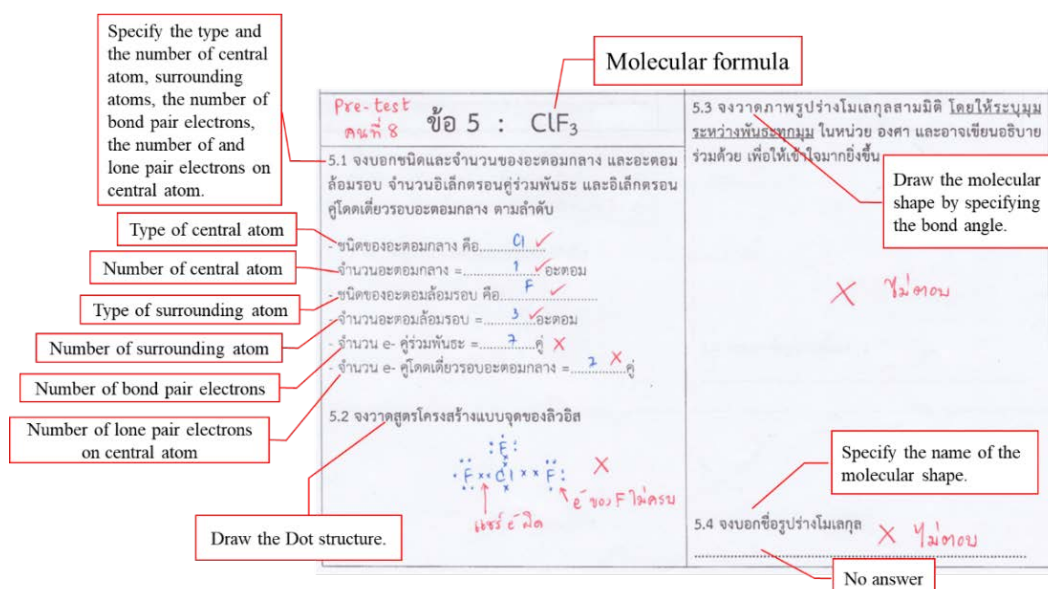 Specify the type and
the number of central
atom, surrounding
atoms, the number of
bond pair electrons,
the number of and
lone pair electrons on
central atom.
Molecular formula
Pre-test
คนที่ 8
ข้อ 5 : ClF₃
5.1 จงบอกชนิดและจำนวนของอะตอมกลาง และอะตอม
ล้อมรอบ จำนวนอิเล็กตรอนคู่ร่วมพันธะ และอิเล็กตรอน
คู่โดดเดี่ยวรอบอะตอมกลาง ตามลำดับ
Type of central atom
- ชนิดของอะตอมกลาง คือ......Cl......
Number of central atom
- จำนวนอะตอมกลาง =......1......อะตอม
Type of surrounding atom
- ชนิดของอะตอมล้อมรอบ คือ......F......
Number of surrounding atom
- จำนวนอะตอมล้อมรอบ =......3......อะตอม
Number of bond pair electrons
- จำนวน e- คู่ร่วมพันธะ =......7......คู่
Number of lone pair electrons
on central atom
- จำนวน e- คู่โดดเดี่ยวรอบอะตอมกลาง =......คู่
5.2 จงวาดสูตรโครงสร้างแบบจุดของลิวอิส
F
F Cl F
แชร์ e⁻ ผิด
e⁻ ของ F ไม่ครบ
Draw the Dot structure.
5.3 จงวาดภาพรูปร่างโมเลกุลสามมิติ โดยให้ระบุมุม
ระหว่างพันธะทุกมุม ในหน่วย องศา และอาจเขียนอธิบาย
ร่วมด้วย เพื่อให้เข้าใจมากยิ่งขึ้น
Draw the molecular
shape by specifying
the bond angle.
ไม่ตอบ
Specify the name of the
molecular shape.
5.4 จงบอกชื่อรูปร่างโมเลกุล
ไม่ตอบ
No answer